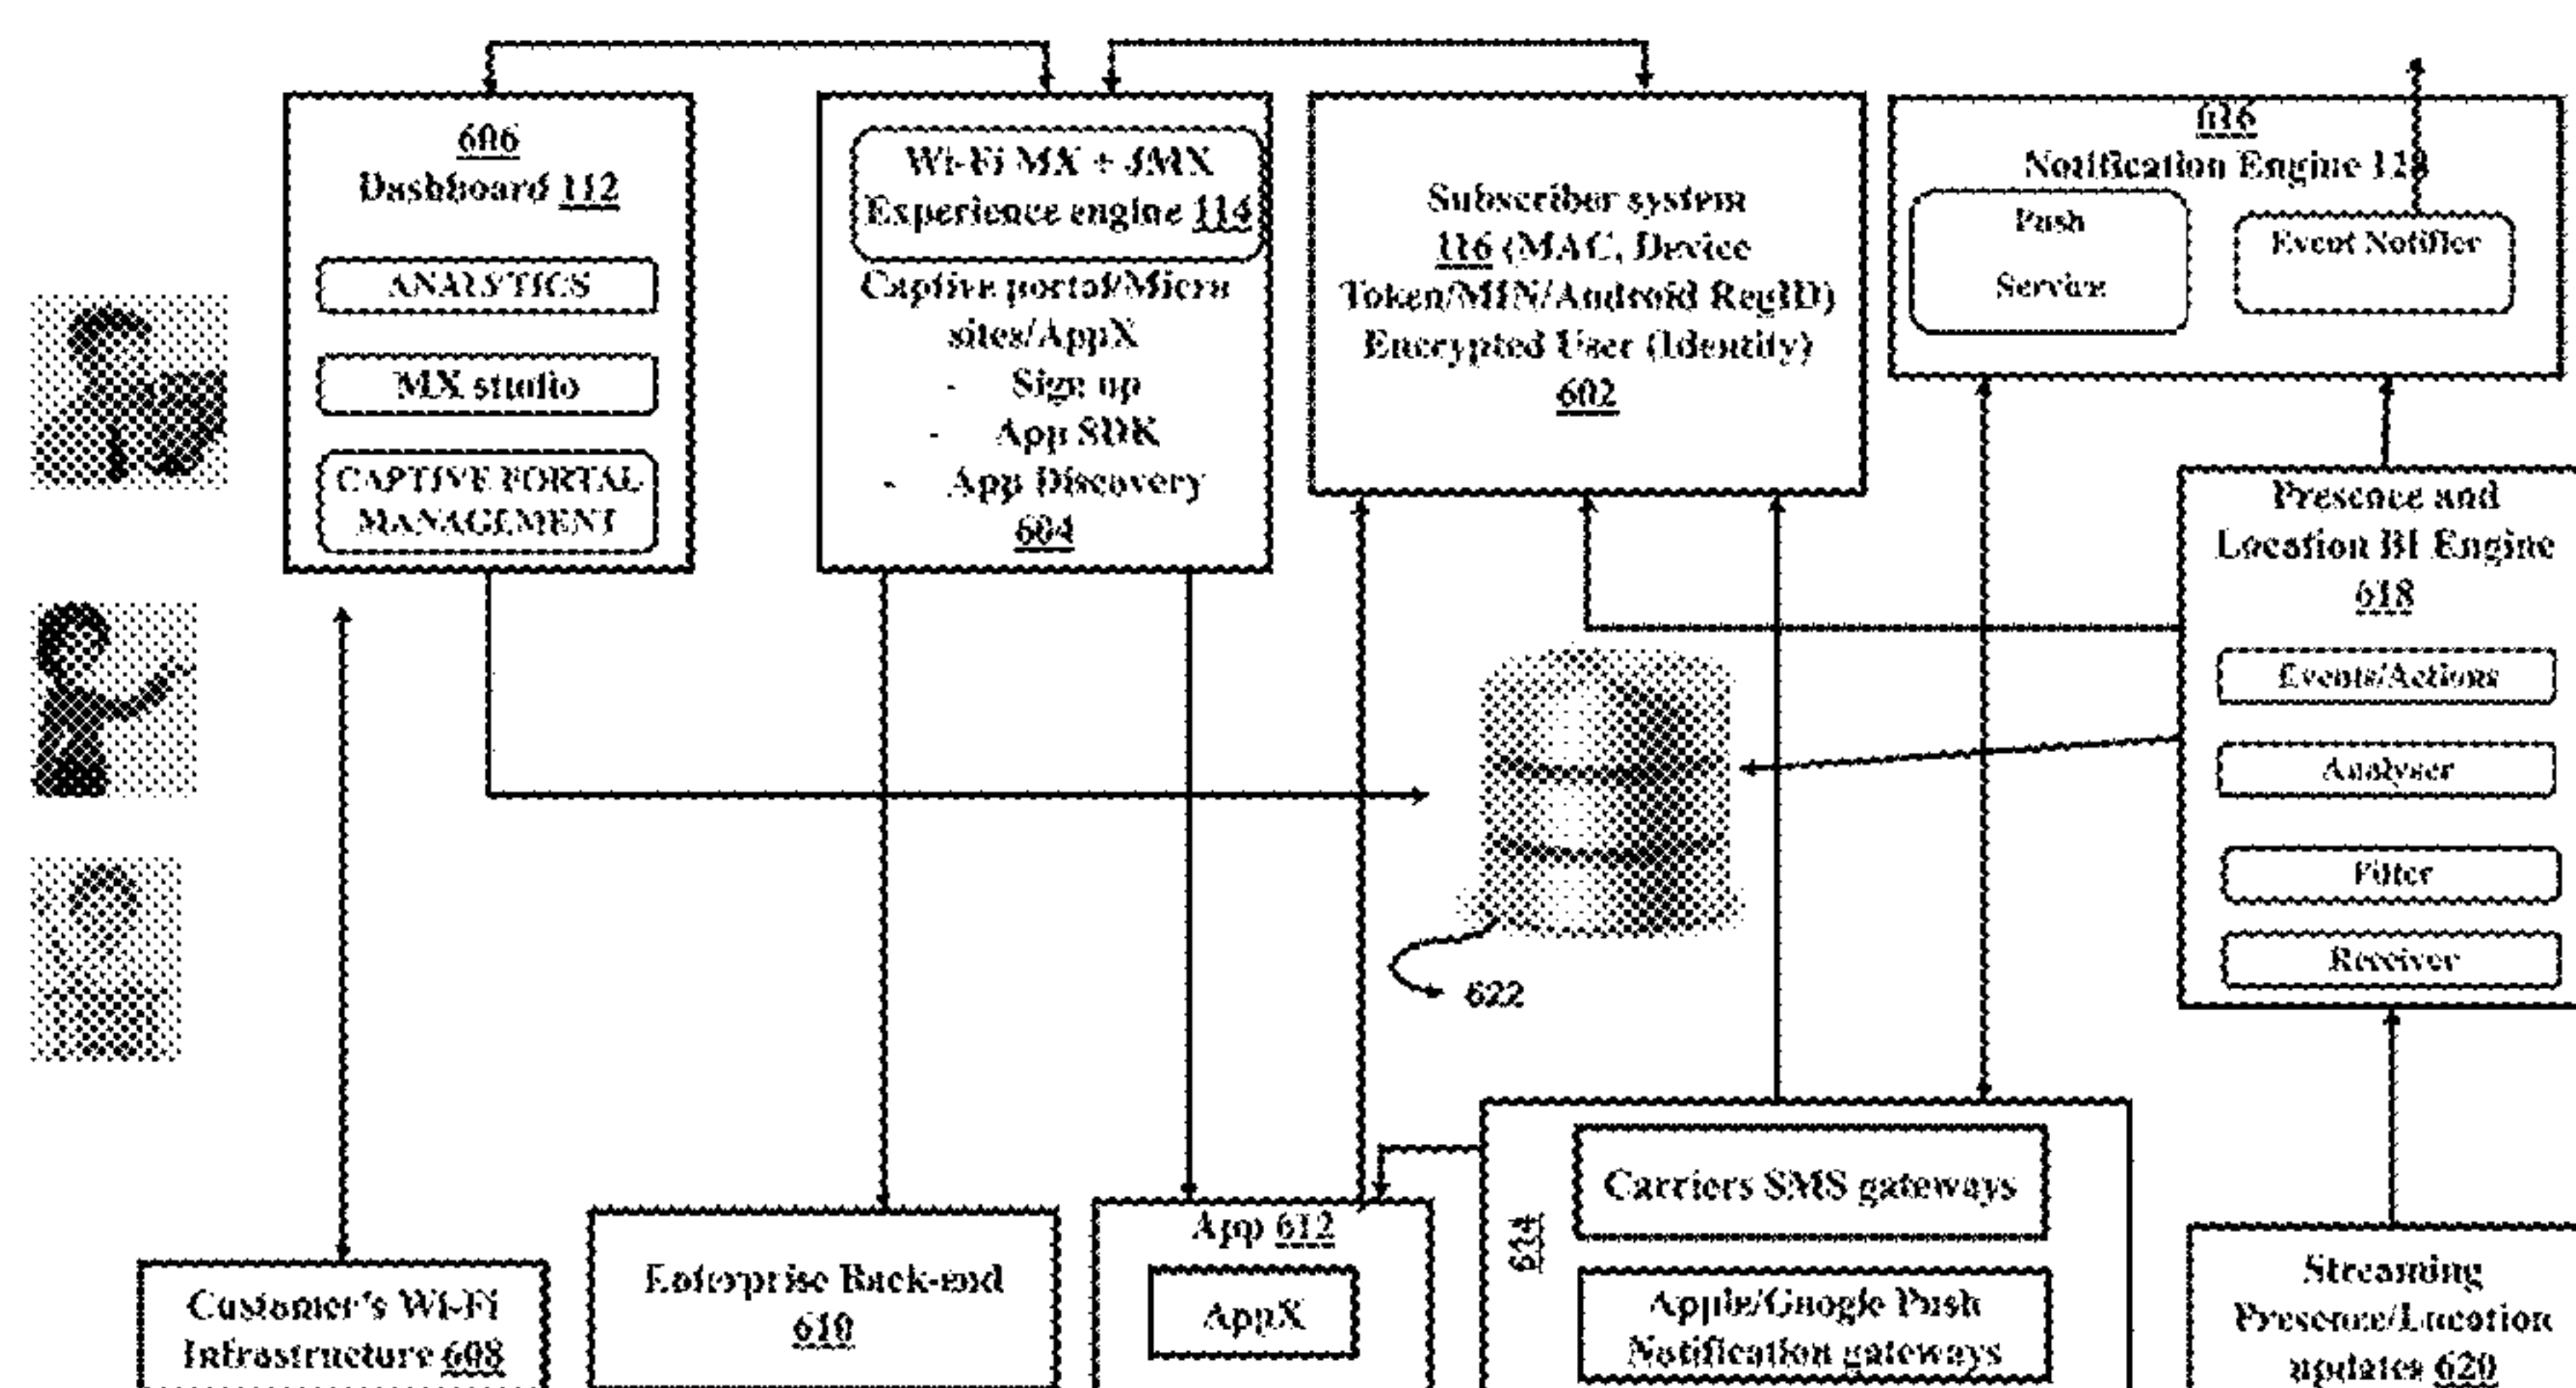 606
Dashboard 112
ANALYTICS
MX studio
CAPTIVE PORTAL
MANAGEMENT
Wi-Fi MX + JMX
Experience engine 114
Captive portal/Micro
sites/AppX
- Sign up
- App SDK
- App Discovery
604
Subscriber system
116 (MAC, Device
Token/MIN/Android RegID)
Encrypted User (Identity)
602
616
Notification Engine
Push
Service
Event Notifier
Presence and
Location BI Engine
618
Events/Actions
Analyser
Filter
Receiver
622
Customer's Wi-Fi
Infrastructure 608
Enterprise Back-end
610
App 612
AppX
614
Carriers SMS gateways
Apple/Google Push
Notification gateways
Streaming
Presence/Location
updates 620